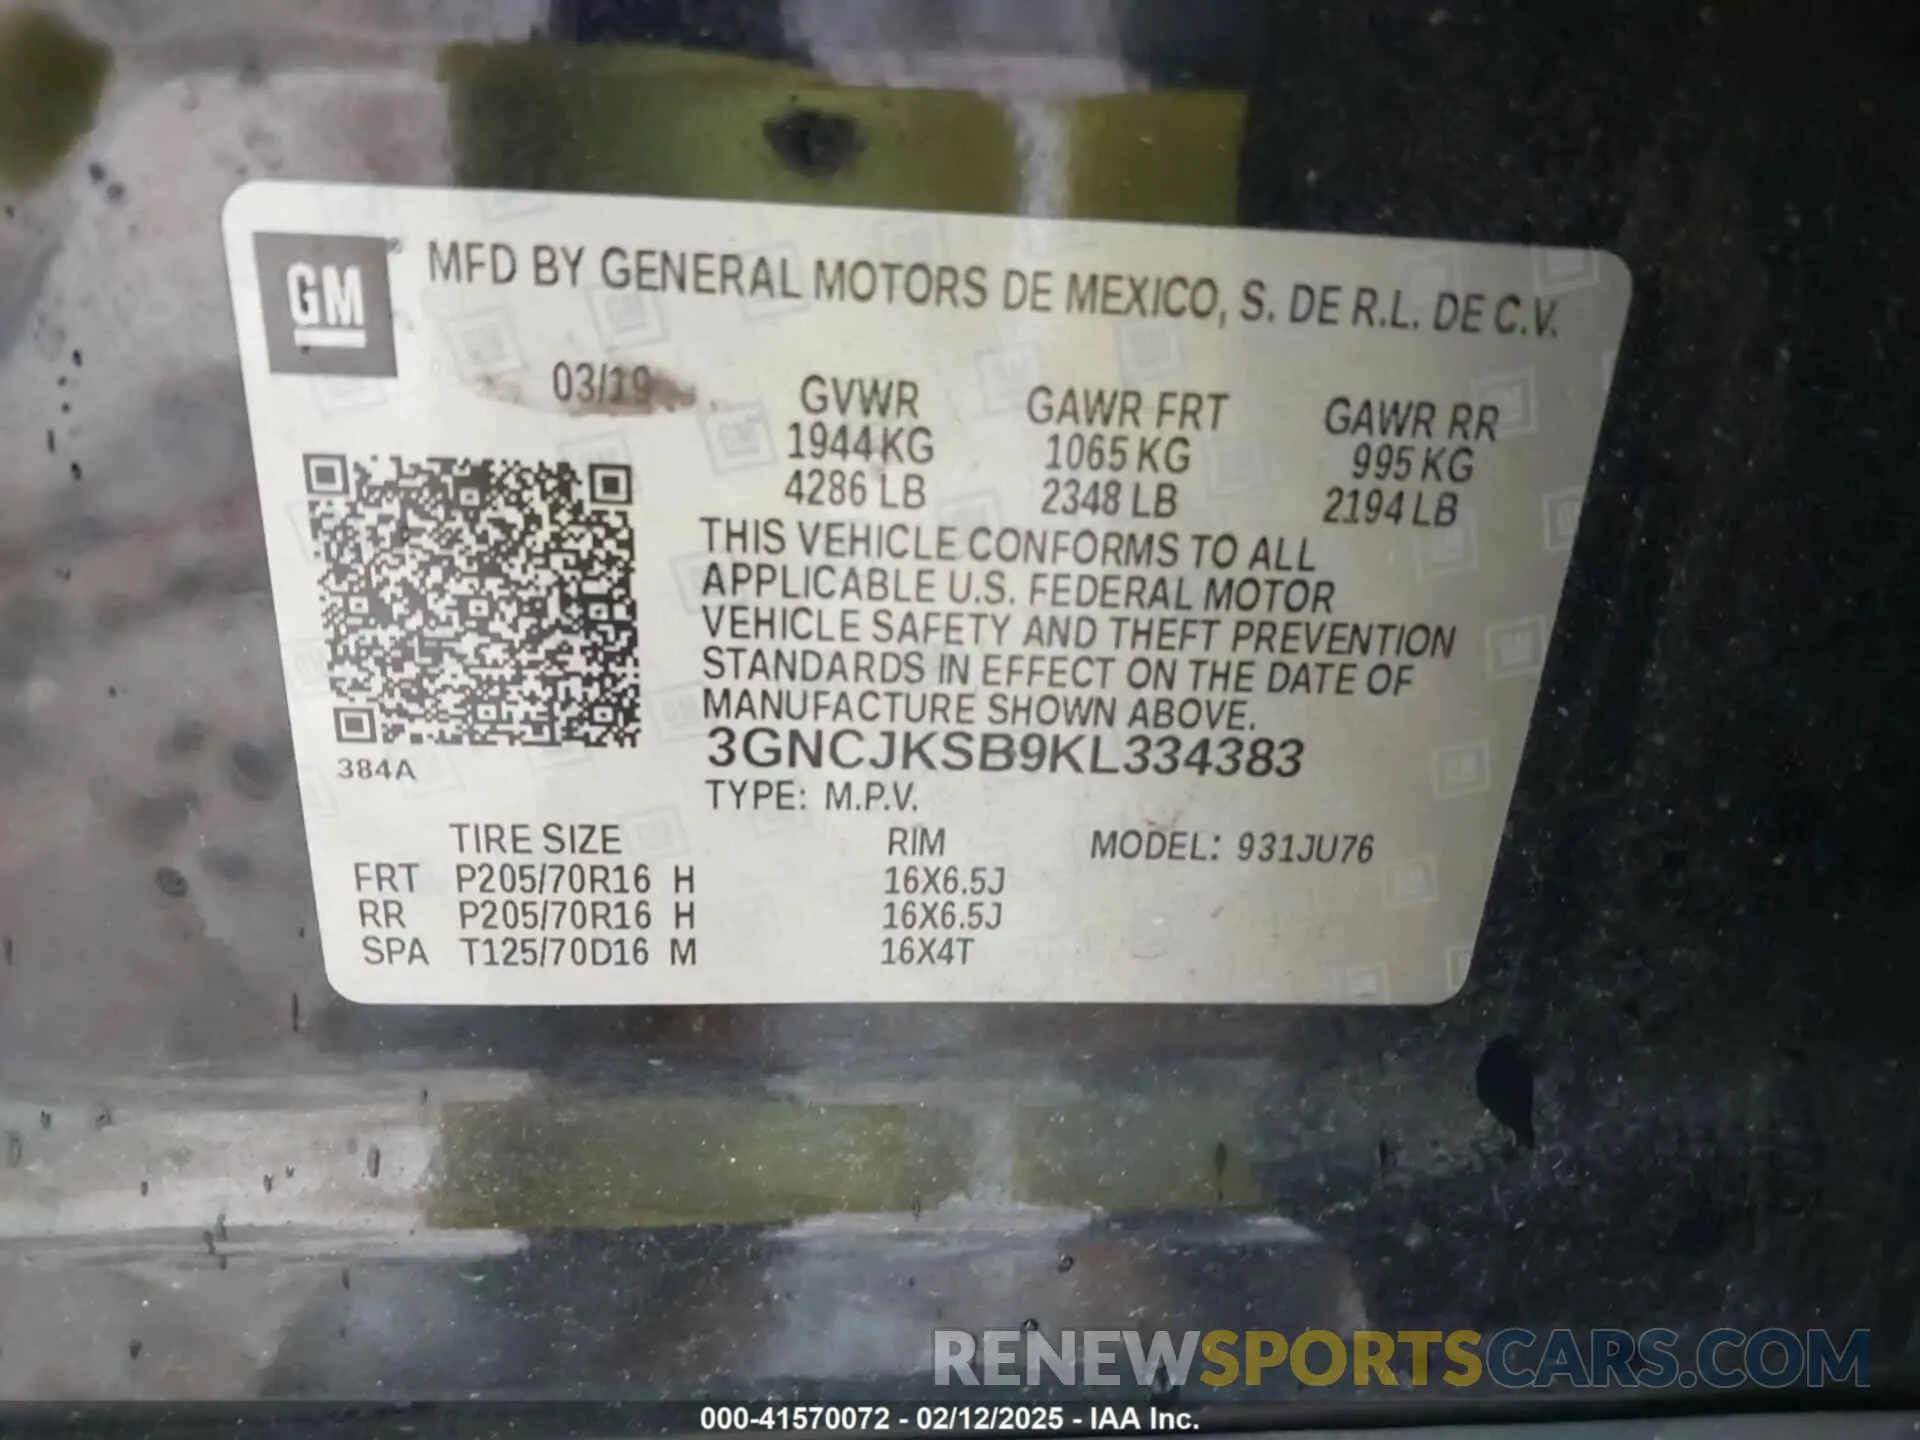 GM® MFD BY GENERAL MOTORS DE MEXICO, S. DE R.L. DE C.V.
03/19 GVWR GAWR FRT GAWR RR
1944 KG 1065 KG 995 KG
4286 LB 2348 LB 2194 LB
THIS VEHICLE CONFORMS TO ALL
APPLICABLE U.S. FEDERAL MOTOR
VEHICLE SAFETY AND THEFT PREVENTION
STANDARDS IN EFFECT ON THE DATE OF
MANUFACTURE SHOWN ABOVE.
3GNCJKSB9KL334383
384A
TYPE: M.P.V.
TIRE SIZE RIM MODEL: 931JU76
FRT P205/70R16 H 16X6.5J
RR P205/70R16 H 16X6.5J
SPA T125/70D16 M 16X4T
RENEWSPORTSCARS.COM
000-41570072 - 02/12/2025 - IAA Inc.